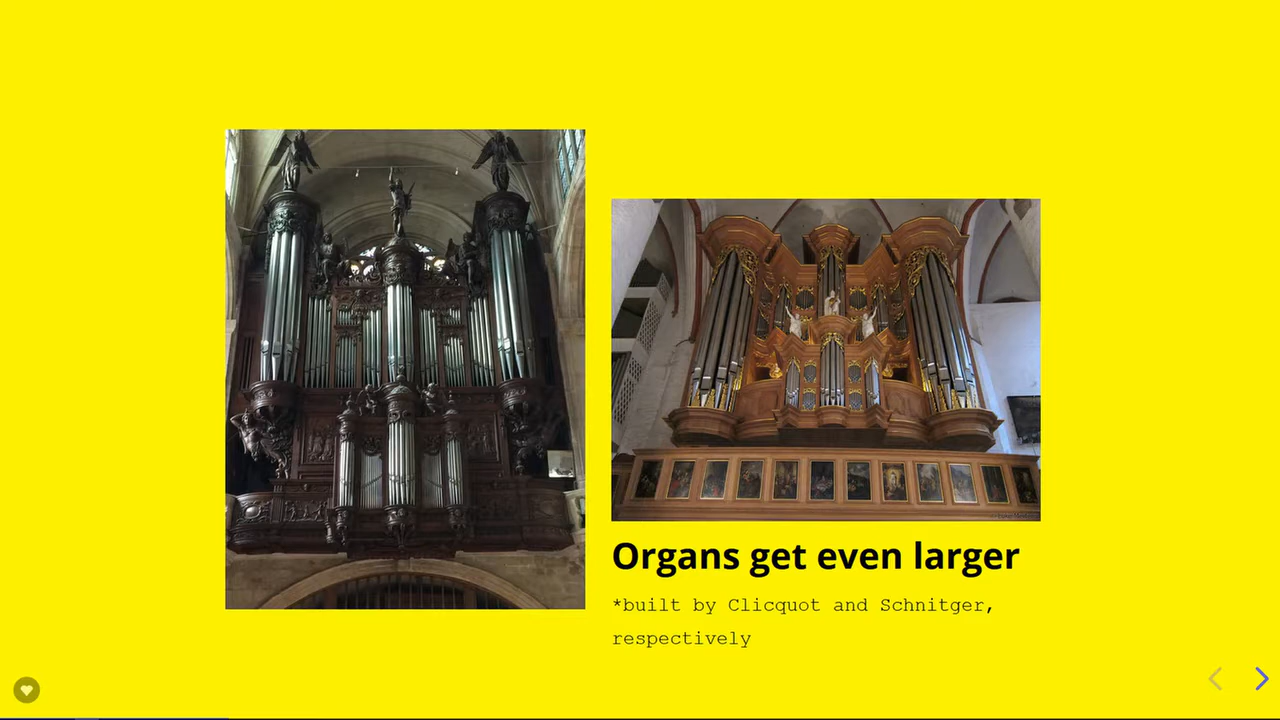 Organs get even larger
*built by Clicquot and Schnitger,
respectively